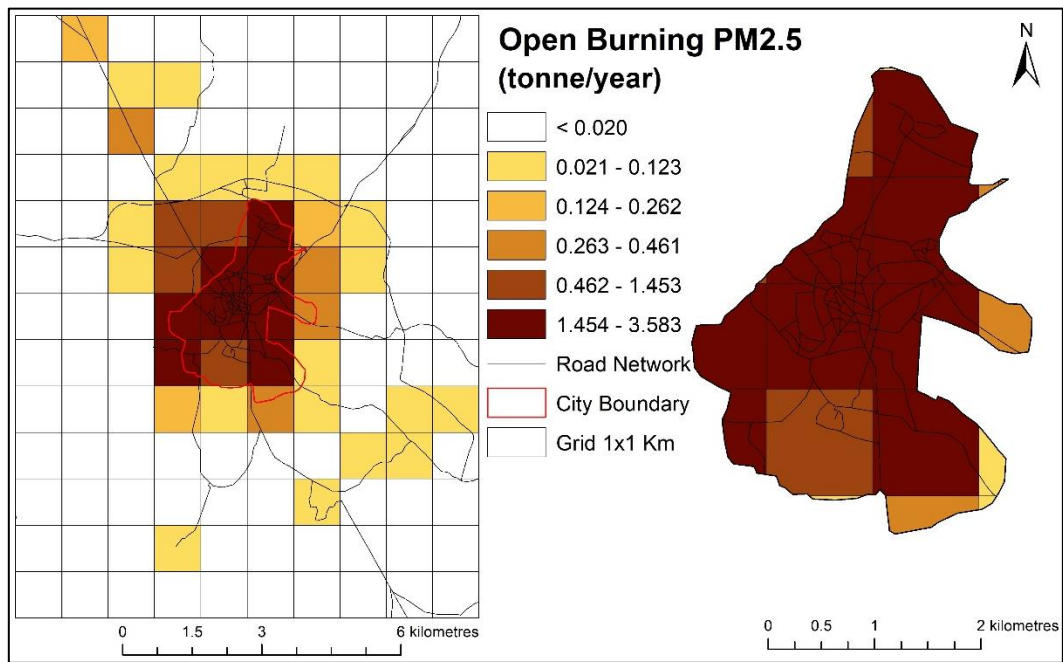 Open Burning PM2.5
(tonne/year)
< 0.020
0.021 - 0.123
0.124 - 0.262
0.263 - 0.461
0.462 - 1.453
1.454 - 3.583
Road Network
City Boundary
Grid 1x1 Km
N
0 1.5 3 6 kilometres
0 0.5 1 2 kilometres